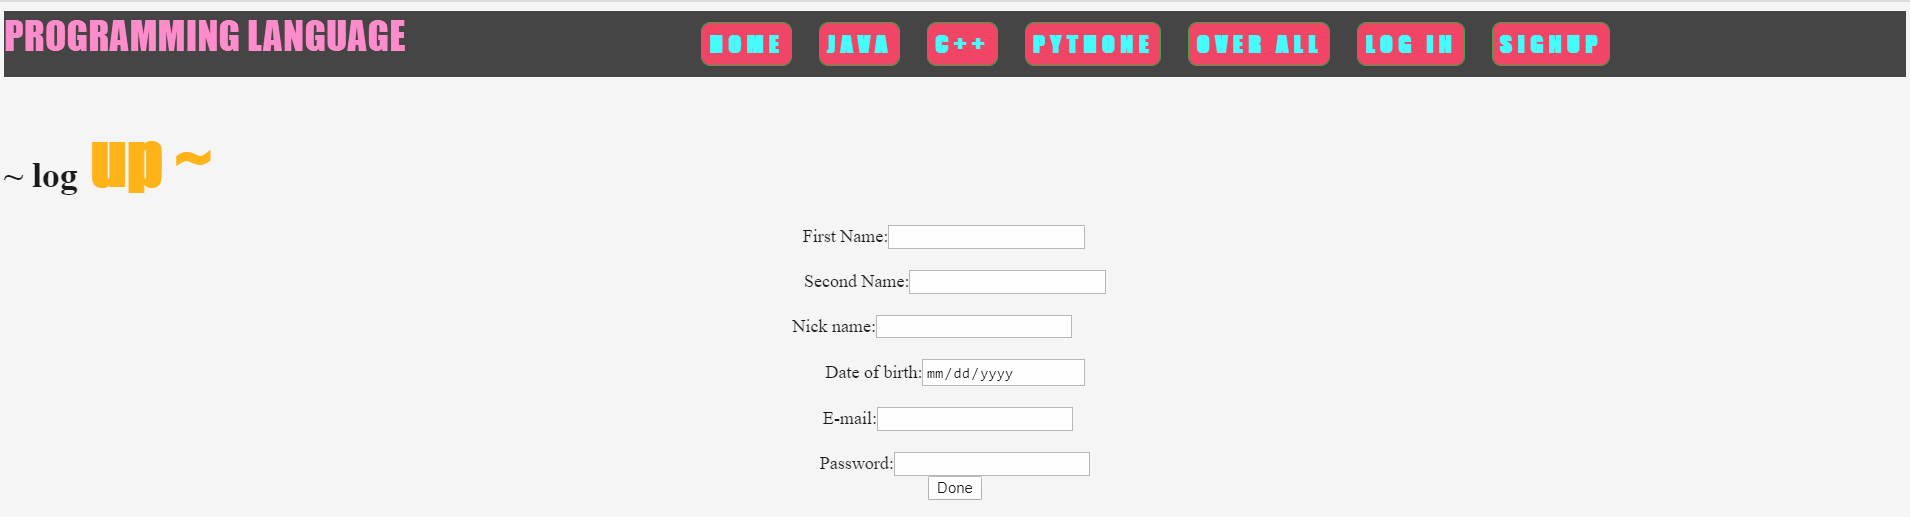 PROGRAMMING LANGUAGE HOME JAVA C++ PYTHONE OVER ALL LOG IN SIGNUP
~ log up ~
First Name:
Second Name:
Nick name:
Date of birth: mm/dd/yyyy
E-mail:
Password:
Done